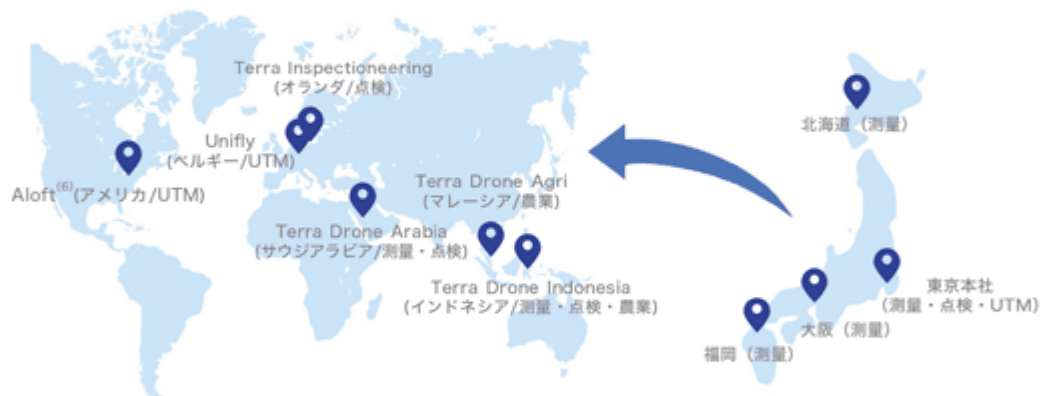 Terra Inspectioneering
(オランダ/点検)
Unifly
(ベルギー/UTM)
Aloft⁽⁶⁾(アメリカ/UTM)
Terra Drone Agri
(マレーシア/農業)
Terra Drone Arabia
(サウジアラビア/測量・点検)
Terra Drone Indonesia
(インドネシア/測量・点検・農業)
北海道（測量）
東京本社
（測量・点検・UTM）
大阪（測量）
福岡（測量）